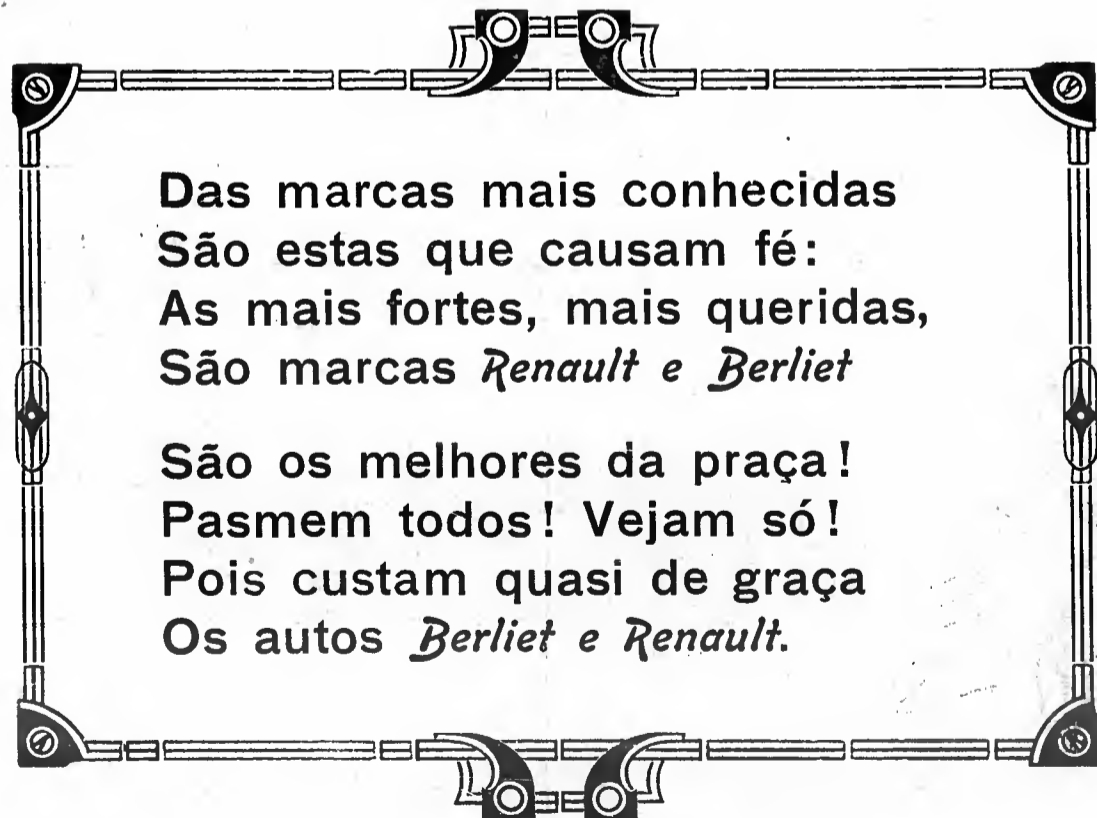 Das marcas mais conhecidas
São estas que causam fé:
As mais fortes, mais queridas,
São marcas Renault e Berliet
São os melhores da praça!
Pasmem todos! Vejam só!
Pois custam quasi de graça
Os autos Berliet e Renault.